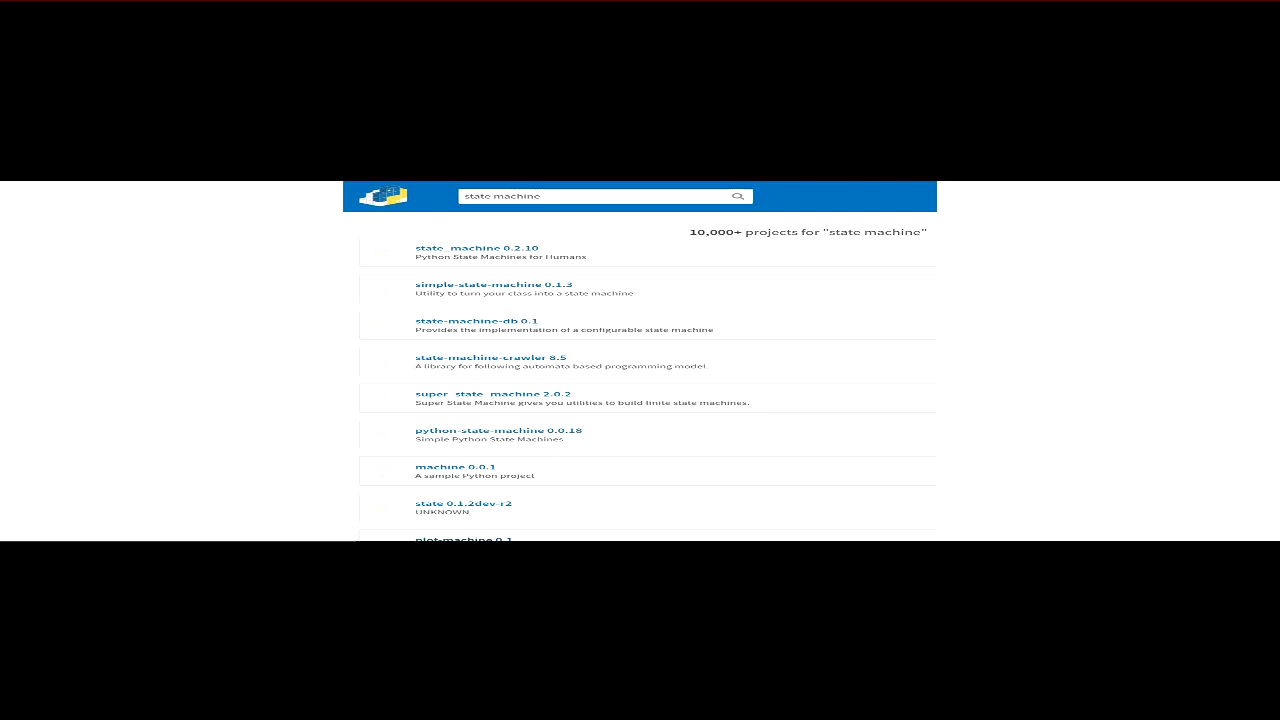 state machine
10,000+ projects for "state machine"
state_machine 0.2.10
Python State Machines for Humans
simple-state-machine 0.1.3
Utility to turn your class into a state machine
state-machine-db 0.1
Provides the implementation of a configurable state machine
state-machine-crawler 8.5
A library for following automata based programming model.
super_state_machine 2.0.2
Super State Machine gives you utilities to build finite state machines.
python-state-machine 0.0.18
Simple Python State Machines
machine 0.0.1
A sample Python project
state 0.1.2dev-r2
UNKNOWN
plot-machine 0.1